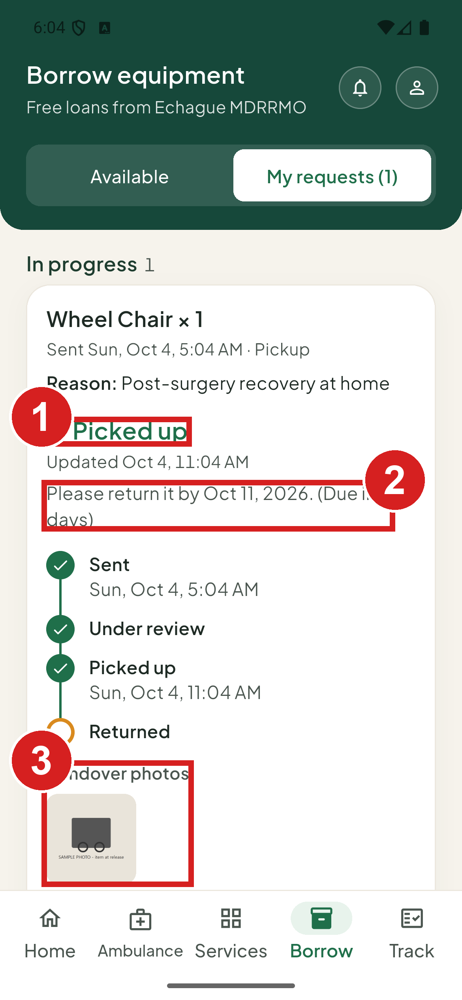 6:04
Borrow equipment
Free loans from Echague MDRRMO
Available
My requests (1)
In progress 1
Wheel Chair × 1
Sent Sun, Oct 4, 5:04 AM · Pickup
Reason: Post-surgery recovery at home
1
Picked up
Updated Oct 4, 11:04 AM
2
Please return it by Oct 11, 2026. (Due
days)
Sent
Sun, Oct 4, 5:04 AM
Under review
Picked up
Sun, Oct 4, 11:04 AM
Returned
3
photos
SAMPLE PHOTO - item at release
Home
Ambulance
Services
Borrow
Track